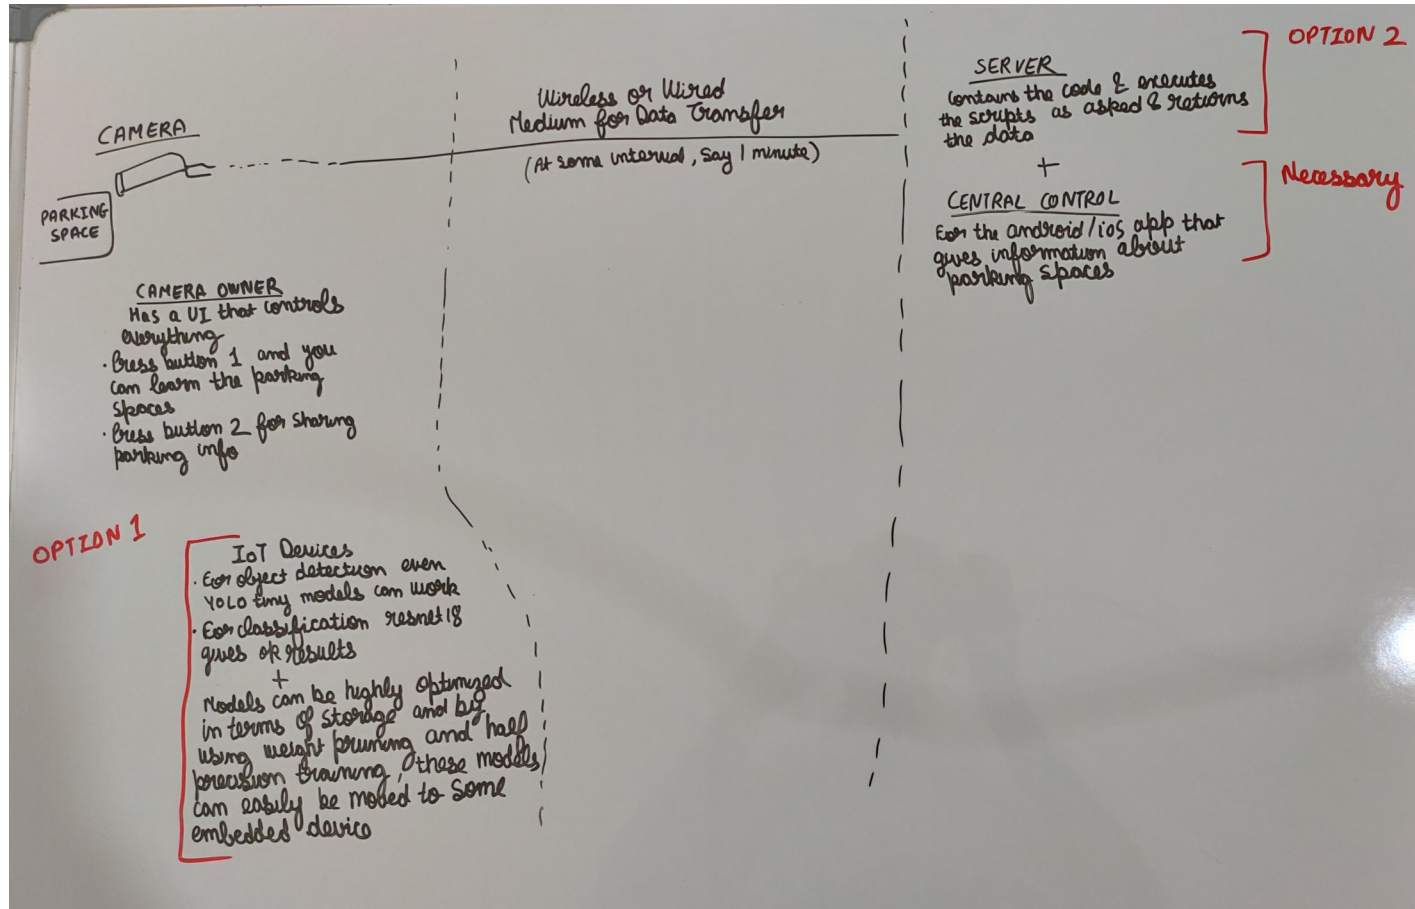 CAMERA
PARKING
SPACE
CAMERA OWNER
Has a UI that controls
everything
· Press button 1 and you
can learn the parking
spaces
· Press button 2 for sharing
parking info
OPTION 1
IoT Devices
· For object detection even
YOLO tiny models can work
· For classification resnet18
gives ok results
+
Models can be highly optimized
in terms of storage and by
using weight pruning and half
precision training, these models
can easily be moved to some
embedded device
Wireless or Wired
Medium for Data Transfer
(At some interval, say 1 minute)
SERVER
Contains the code & executes
the scripts as asked & returns
the data
OPTION 2
+
CENTRAL CONTROL
For the android/ios app that
gives information about
parking spaces
Necessary